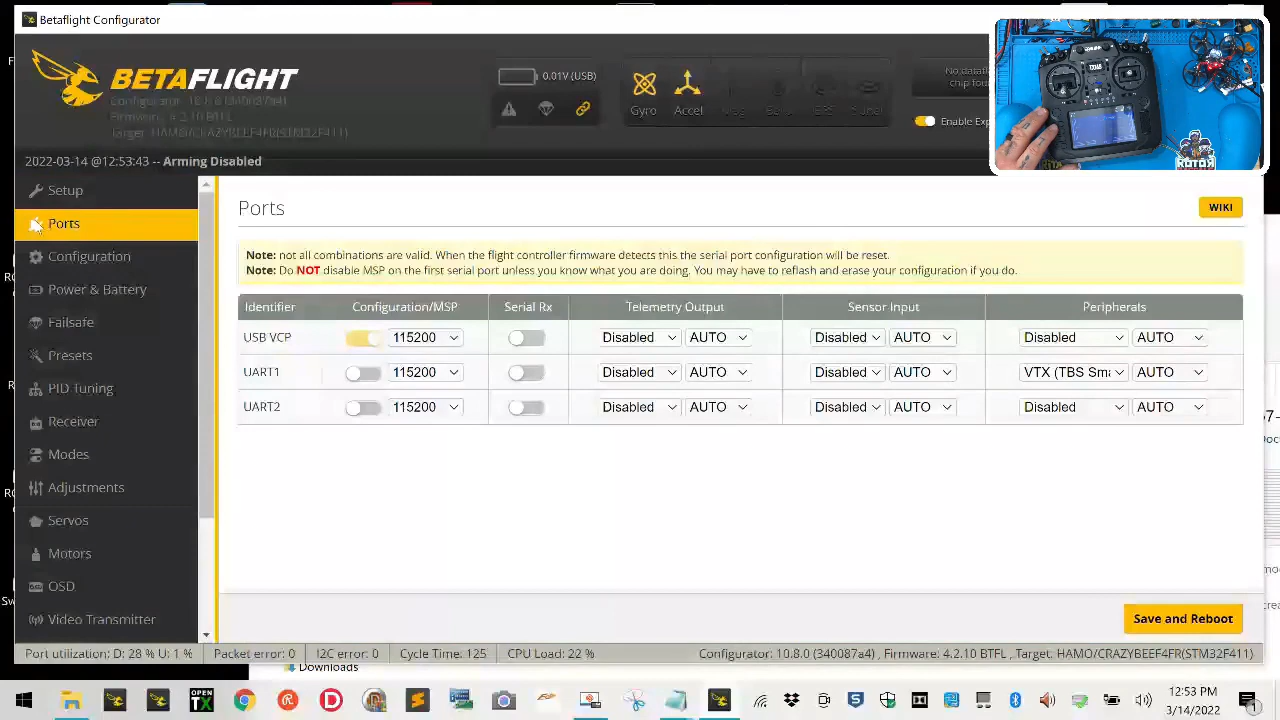 Betaflight Configurator
BETAFLIGHT
0.01V (USB)
Gyro
Accel
Enable Exp
2022-03-14 @12:53:43 -- Arming Disabled
Setup
Ports
Configuration
Power & Battery
Failsafe
Presets
PID Tuning
Receiver
Modes
Adjustments
Servos
Motors
OSD
Video Transmitter
Ports
WIKI
Note: not all combinations are valid. When the flight controller firmware detects this the serial port configuration will be reset.
Note: Do NOT disable MSP on the first serial port unless you know what you are doing. You may have to reflash and erase your configuration if you do.
Identifier Configuration/MSP Serial Rx Telemetry Output Sensor Input Peripherals
USB VCP 115200 Disabled AUTO Disabled AUTO Disabled AUTO
UART1 115200 Disabled AUTO Disabled AUTO VTX (TBS Sma AUTO
UART2 115200 Disabled AUTO Disabled AUTO Disabled AUTO
Save and Reboot
Port utilization: D: 28 % U: 1 % Packet error: 0 I2C error: 0 Cycle Time: 125 CPU Load: 22 % Configurator: 10.8.0 (340087a4) , Firmware: 4.2.10 BTFL , Target: HAMO/CRAZYBEEF4FR(STM32F411)
Downloads
OPEN
TX
12:53 PM
3/14/2022
ROTOR